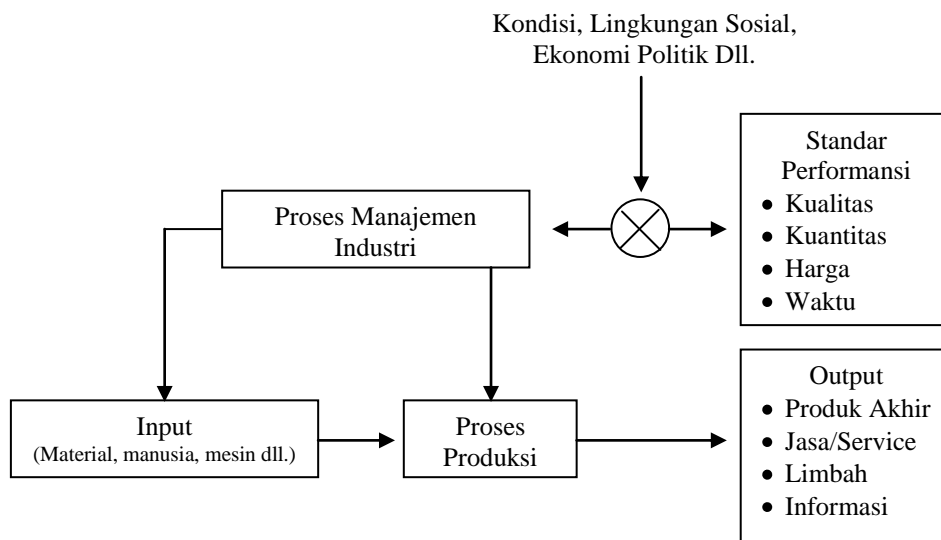 Kondisi, Lingkungan Sosial,
Ekonomi Politik Dll.
Standar
Performansi
• Kualitas
• Kuantitas
• Harga
• Waktu
Proses Manajemen
Industri
Input
(Material, manusia, mesin dll.)
Proses
Produksi
Output
• Produk Akhir
• Jasa/Service
• Limbah
• Informasi